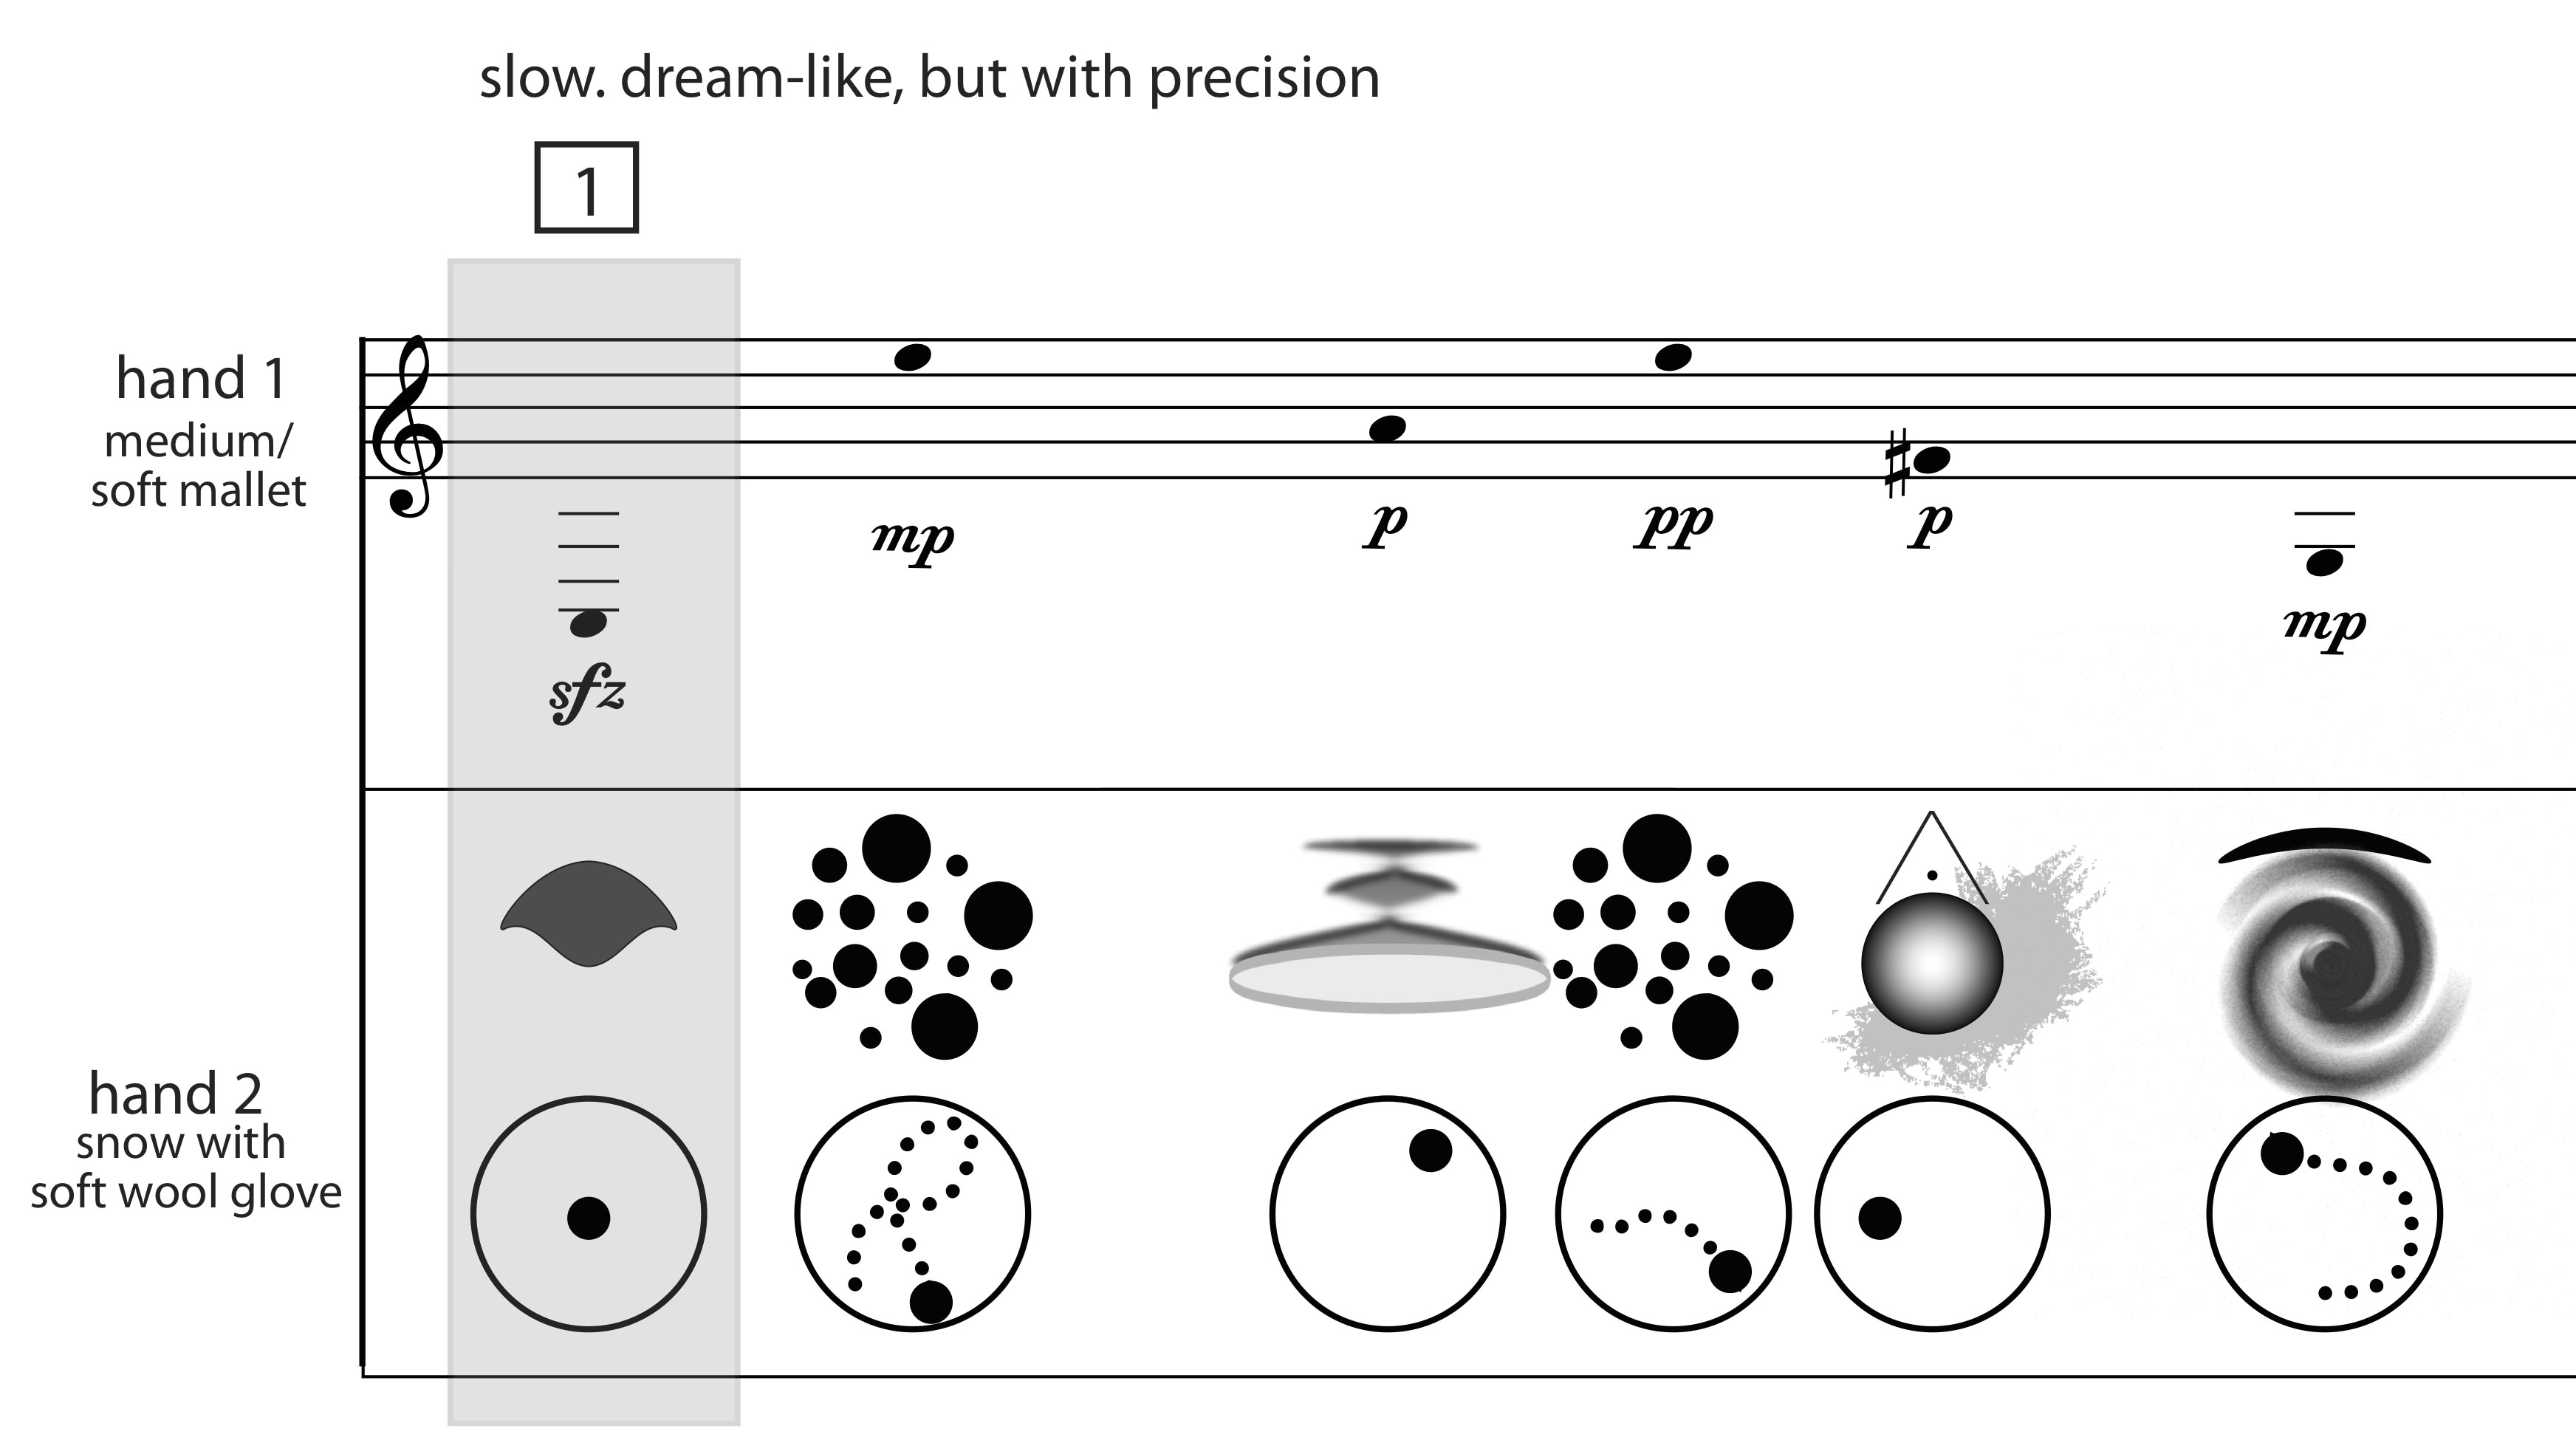 slow. dream-like, but with precision
1
hand 1
medium/
soft mallet
mp
p
pp
p
mp
sfz
hand 2
snow with
soft wool glove